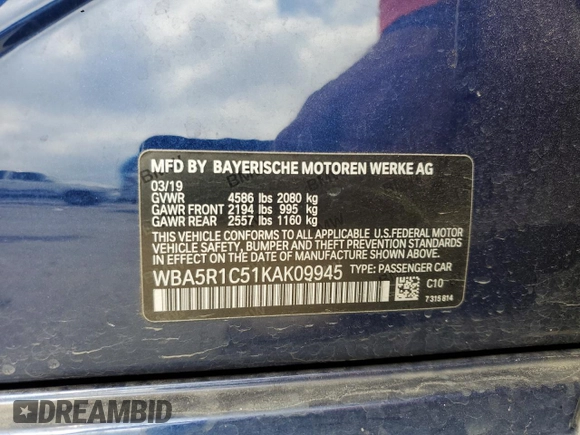 MFD BY BAYERISCHE MOTOREN WERKE AG
03/19
GVWR 4586 lbs 2080 kg
GAWR FRONT 2194 lbs 995 kg
GAWR REAR 2557 lbs 1160 kg
THIS VEHICLE CONFORMS TO ALL APPLICABLE U.S.FEDERAL MOTOR
VEHICLE SAFETY, BUMPER AND THEFT PREVENTION STANDARDS
IN EFFECT ON THE DATE OF MANUFACTURE SHOWN ABOVE.
WBA5R1C51KAK09945 TYPE: PASSENGER CAR
C10
7 315 814
DREAMBID